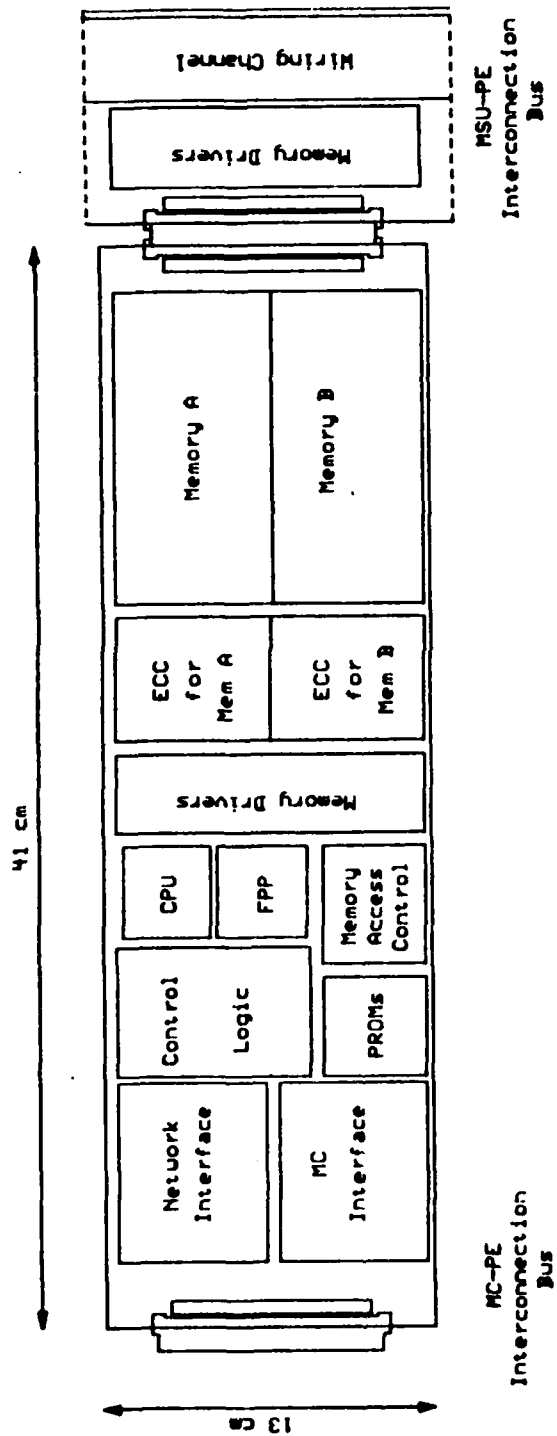 41 cm
13 cm
Network
Interface
MC
Interface
Control
Logic
PROMs
CPU
FPP
Memory
Access
Control
Memory Drivers
ECC
for
Mem A
ECC
for
Mem B
Memory A
Memory B
Memory Drivers
Wiring Channel
MC-PE
Interconnection
Bus
MSU-PE
Interconnection
Bus